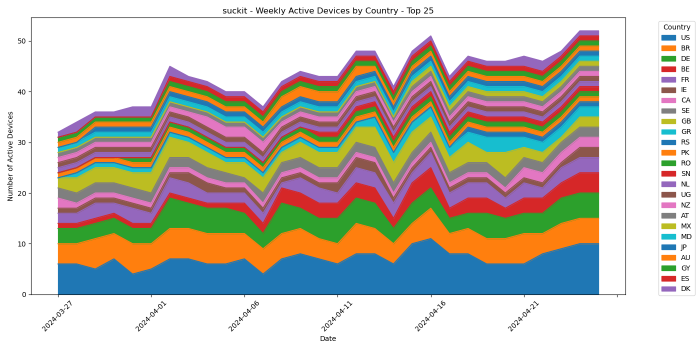 suckit - Weekly Active Devices by Country - Top 25
Number of Active Devices
50
40
30
20
10
0
2024-03-27
2024-04-01
2024-04-06
2024-04-11
2024-04-16
2024-04-21
Date
Country
US
BR
DE
BE
FR
IE
CA
SE
GB
GR
RS
PK
RO
SN
NL
UG
NZ
AT
MX
MD
JP
AU
GY
ES
DK